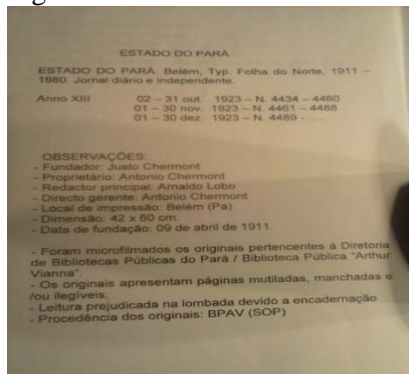 ESTADO DO PARÁ
ESTADO DO PARÁ. Belém, Typ. Folha do Norte, 1911 –
1980. Jornal diário e independente.
Anno XIII 02 – 31 out. 1923 – N. 4434 – 4460
01 – 30 nov. 1923 – N. 4461 – 4488
01 – 30 dez. 1923 – N. 4489 - ....
OBSERVAÇÕES:
- Fundador: Justo Chermont
- Proprietário: Antonio Chermont
- Redactor principal: Arnaldo Lobo
- Directo gerente: Antonio Chermont
- Local de impressão: Belém (Pa)
- Dimensão: 42 x 60 cm.
- Data de fundação: 09 de abril de 1911.
- Foram microfilmados os originais pertencentes á Diretoria
de Bibliotecas Públicas do Pará / Biblioteca Pública "Arthur
Vianna".
- Os originais apresentam páginas mutiladas, manchadas e
/ou ilegíveis;
- Leitura prejudicada na lombada devido a encadernação
- Procedência dos originais: BPAV (SOP)